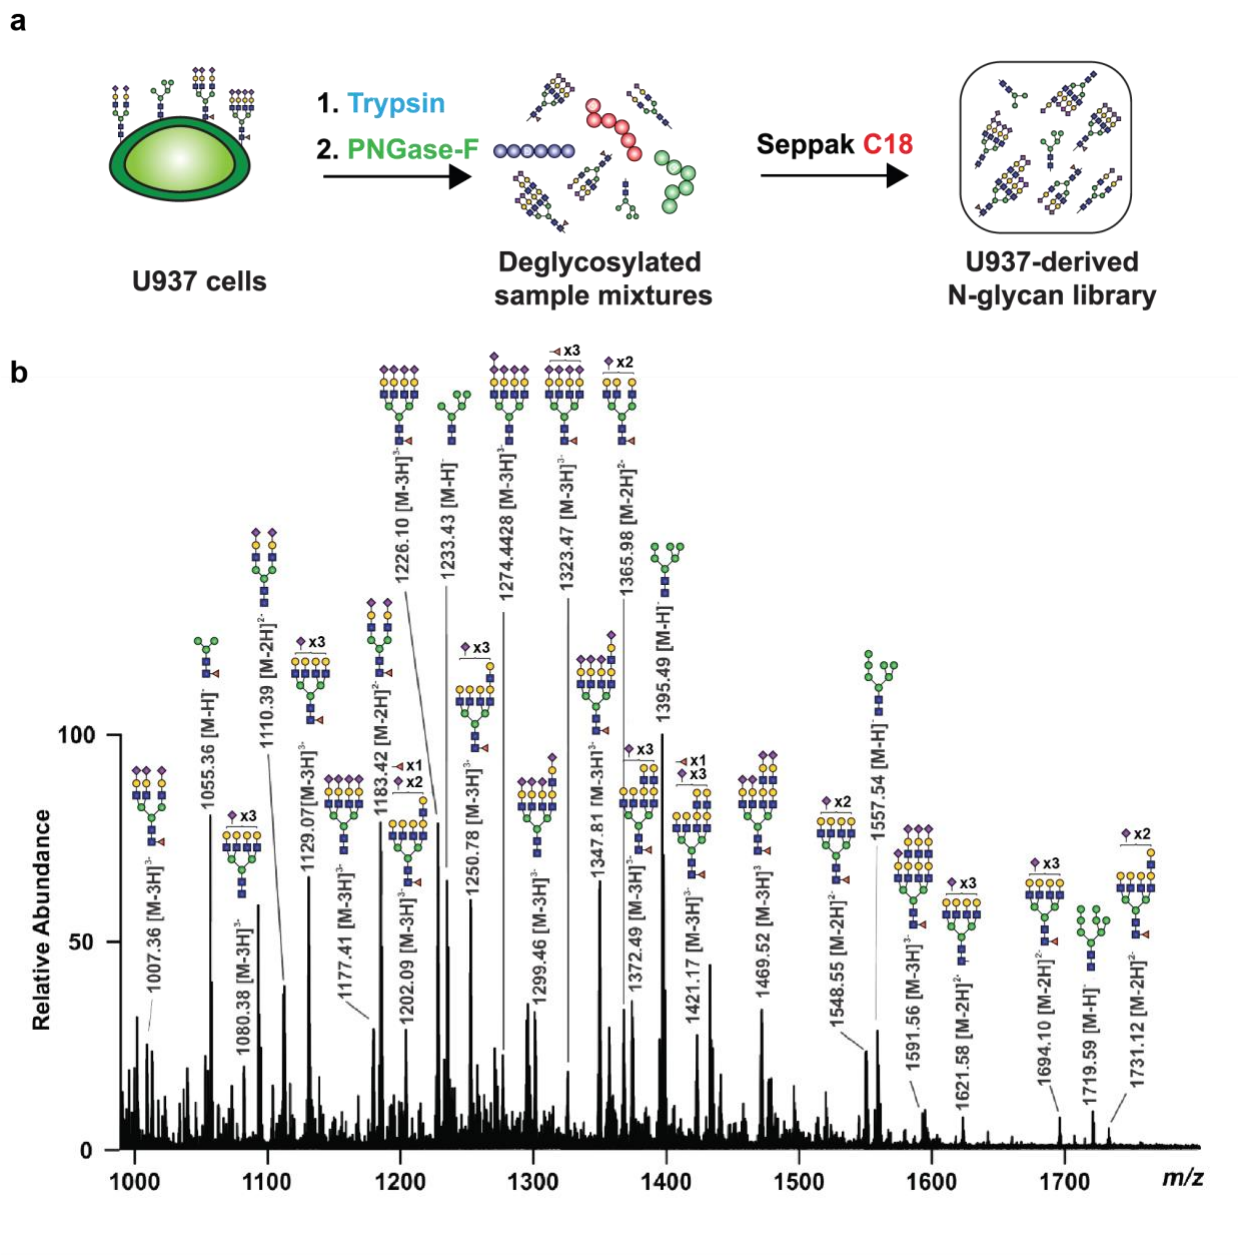 a
1. Trypsin
2. PNGase-F
Seppak C18
U937 cells
Deglycosylated
sample mixtures
U937-derived
N-glycan library
b
x3
x2
1226.10 [M-3H]3-
1233.43 [M-H]-
1274.4428 [M-3H]3-
1323.47 [M-3H]3-
1365.98 [M-2H]2-
1395.49 [M-H]-
1055.36 [M-H]-
1110.39 [M-2H]2-
x3
1129.07[M-3H]3-
1183.42 [M-2H]2-
x3
1250.78 [M-3H]3-
1347.81 [M-3H]3-
1557.54 [M-H]-
100
1007.36 [M-3H]3-
x3
1080.38 [M-3H]3-
1177.41 [M-3H]3-
x1
x2
1202.09 [M-3H]3-
1299.46 [M-3H]3-
x3
1372.49 [M-3H]3-
x1
x3
1421.17 [M-3H]3-
1469.52 [M-3H]3
x2
1548.55 [M-2H]2-
1591.56 [M-3H]3-
x3
1621.58 [M-2H]2-
x3
1694.10 [M-2H]2-
1719.59 [M-H]-
x2
1731.12 [M-2H]2-
Relative Abundance
50
0
1000 1100 1200 1300 1400 1500 1600 1700 m/z